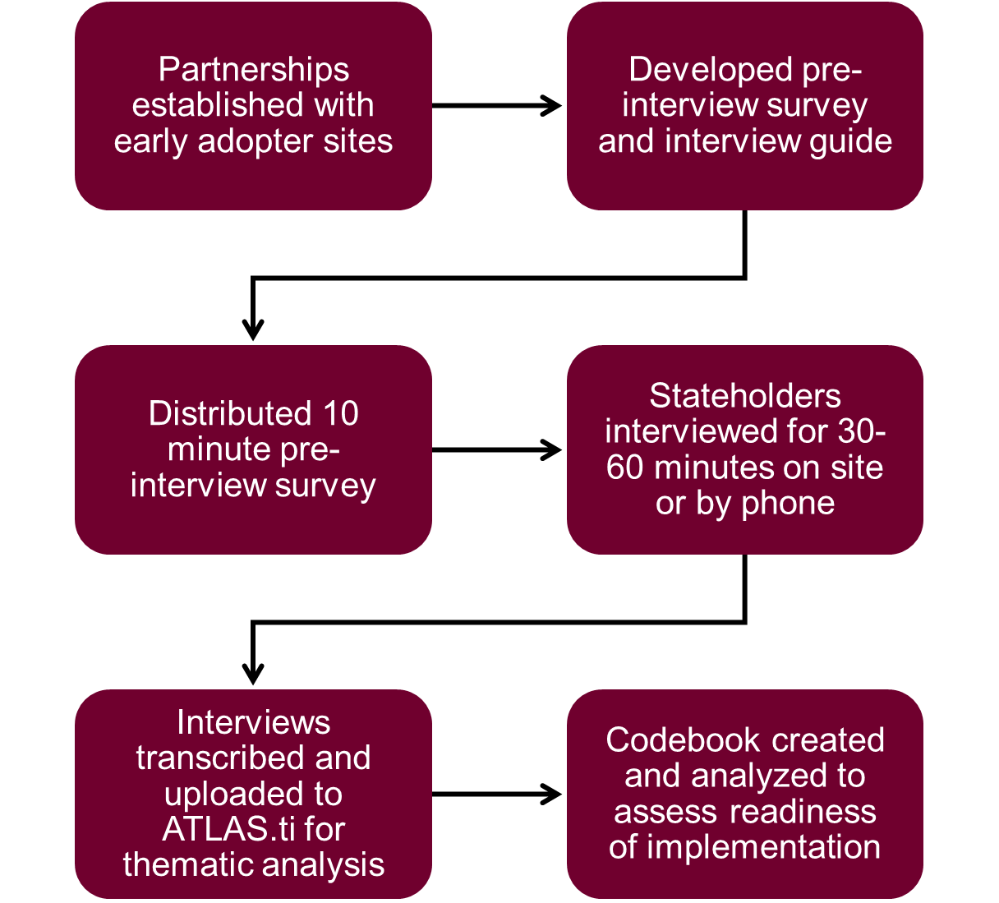 Partnerships
established with
early adopter sites
Developed pre-
interview survey
and interview guide
Distributed 10
minute pre-
interview survey
Stateholders
interviewed for 30-
60 minutes on site
or by phone
Interviews
transcribed and
uploaded to
ATLAS.ti for
thematic analysis
Codebook created
and analyzed to
assess readiness
of implementation